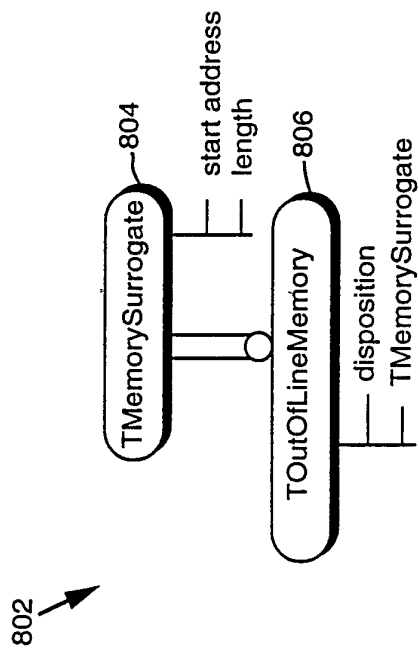 802
TMemorySurrogate
804
start address
length
TOutOfLineMemory
806
disposition
TMemorySurrogate